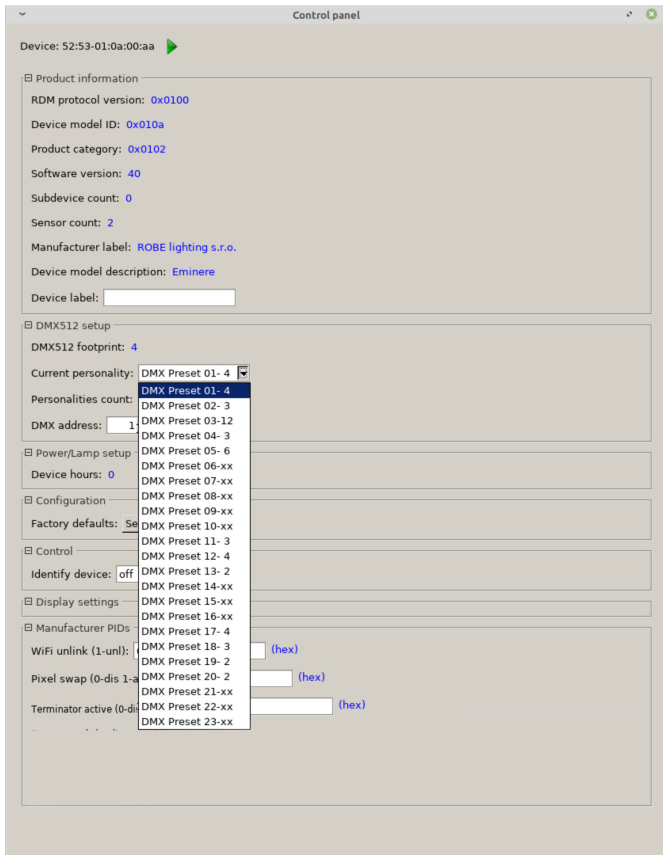 Control panel
Device: 52:53-01:0a:00:aa
Product information
RDM protocol version: 0x0100
Device model ID: 0x010a
Product category: 0x0102
Software version: 40
Subdevice count: 0
Sensor count: 2
Manufacturer label: ROBE lighting s.r.o.
Device model description: Eminere
Device label:
DMX512 setup
DMX512 footprint: 4
Current personality: DMX Preset 01- 4
DMX Preset 01- 4
Personalities count: DMX Preset 02- 3
DMX Preset 03-12
DMX address: 1 DMX Preset 04- 3
DMX Preset 05- 6
Power/Lamp setup
DMX Preset 06-xx
Device hours: 0 DMX Preset 07-xx
DMX Preset 08-xx
Configuration DMX Preset 09-xx
Factory defaults: Se DMX Preset 10-xx
DMX Preset 11- 3
Control DMX Preset 12- 4
Identify device: off DMX Preset 13- 2
DMX Preset 14-xx
Display settings DMX Preset 15-xx
DMX Preset 16-xx
Manufacturer PIDs DMX Preset 17- 4
WiFi unlink (1-unl): DMX Preset 18- 3 (hex)
DMX Preset 19- 2
Pixel swap (0-dis 1-a DMX Preset 20- 2 (hex)
DMX Preset 21-xx
Terminator active (0-dis DMX Preset 22-xx (hex)
DMX Preset 23-xx